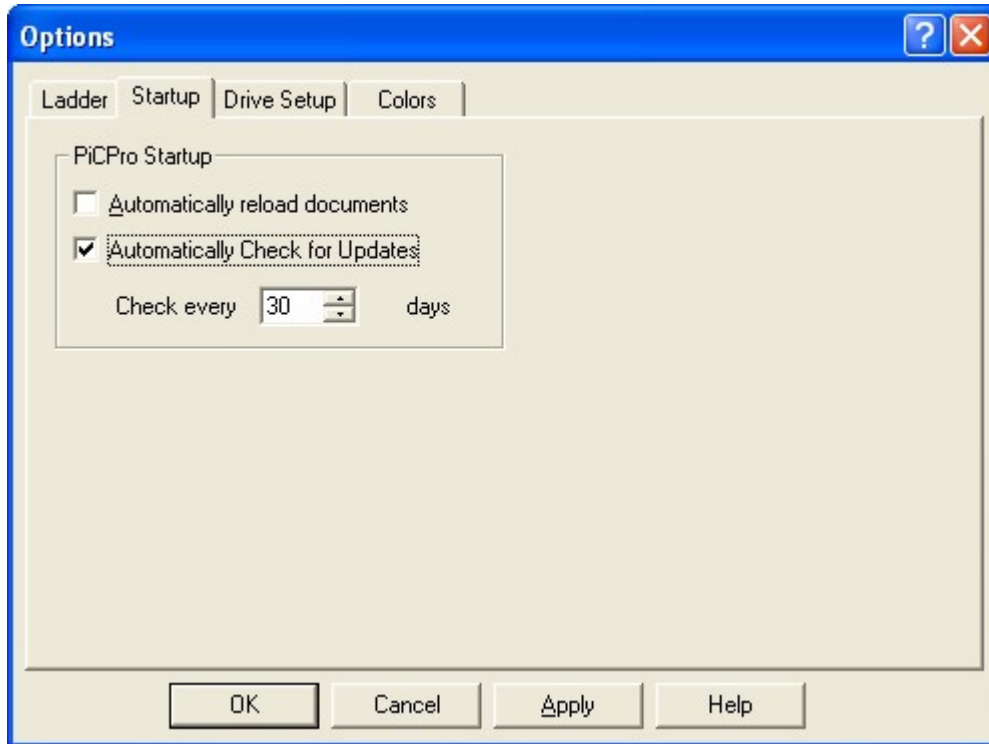 Options
Ladder Startup Drive Setup Colors
PiCPro Startup
Automatically reload documents
Automatically Check for Updates
Check every 30 days
OK Cancel Apply Help